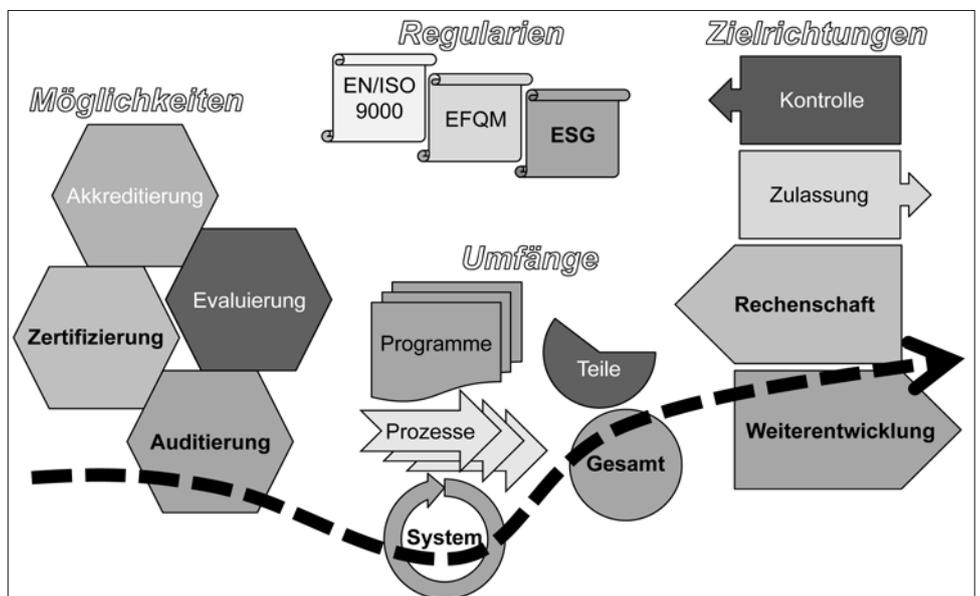 Möglichkeiten
Akkreditierung
Evaluierung
Zertifizierung
Auditierung
Regularien
EN/ISO
9000
EFQM
ESG
Umfänge
Programme
Teile
Prozesse
Gesamt
System
Zielrichtungen
Kontrolle
Zulassung
Rechenschaft
Weiterentwicklung